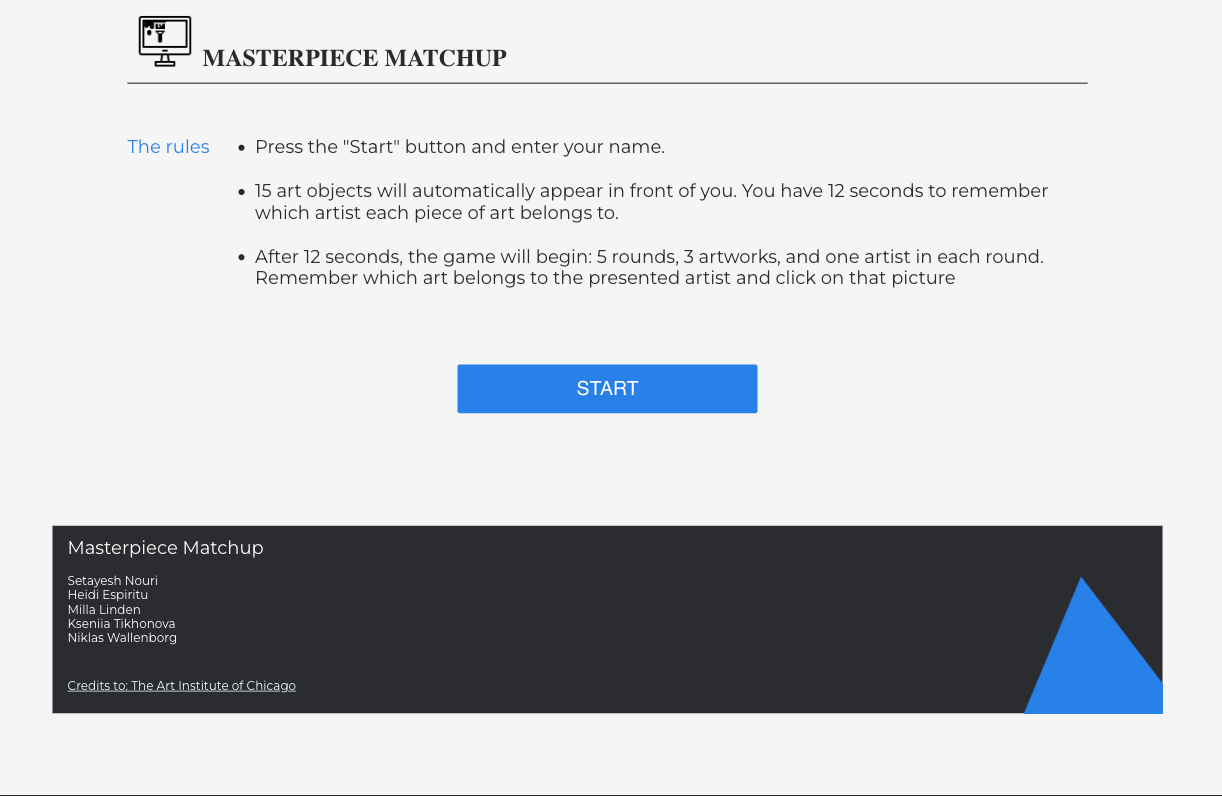 MASTERPIECE MATCHUP
The rules
• Press the "Start" button and enter your name.
• 15 art objects will automatically appear in front of you. You have 12 seconds to remember
which artist each piece of art belongs to.
• After 12 seconds, the game will begin: 5 rounds, 3 artworks, and one artist in each round.
Remember which art belongs to the presented artist and click on that picture
START
Masterpiece Matchup
Setayesh Nouri
Heidi Espiritu
Milla Linden
Kseniia Tikhonova
Niklas Wallenborg
Credits to: The Art Institute of Chicago